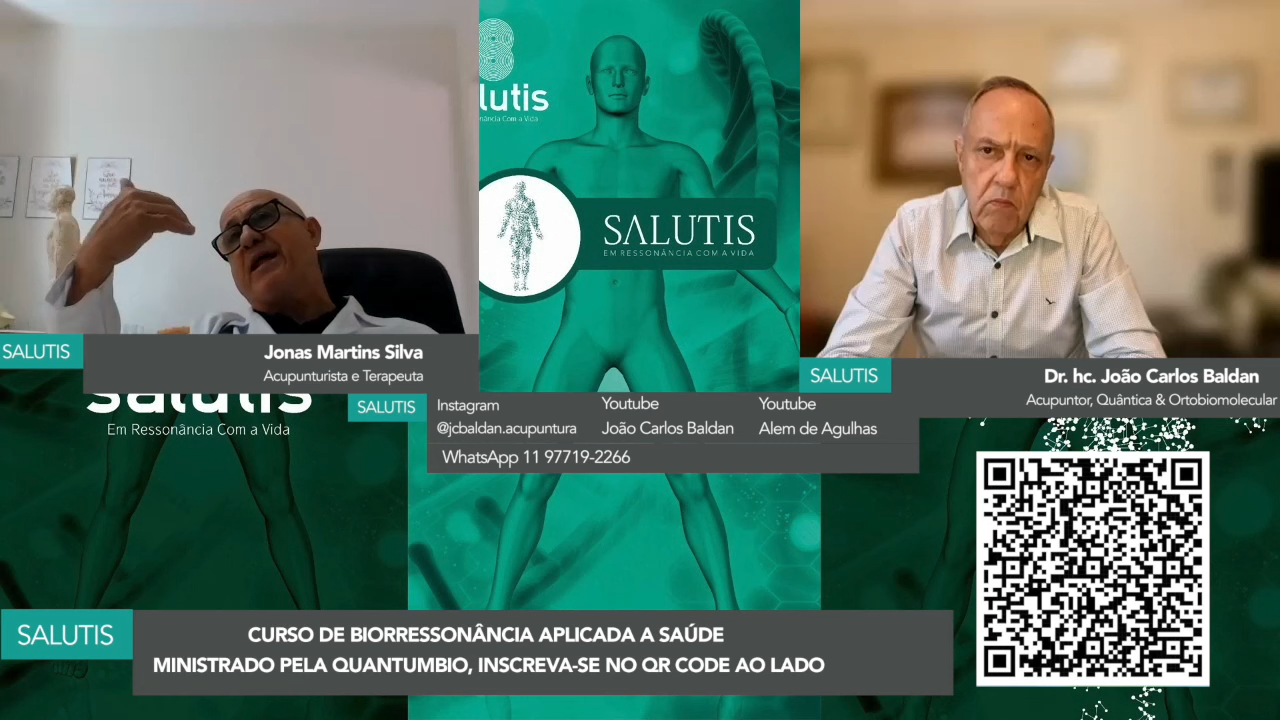 lutis
nância Com a Vida
SALUTIS
EM RESSONÂNCIA COM A VIDA
SALUTIS
Jonas Martins Silva
Acupunturista e Terapeuta
SALUTIS
Dr. hc. João Carlos Baldan
Acupuntor, Quântica & Ortobiomolecular
salutis
Em Ressonância Com a Vida
SALUTIS
Instagram
@jcbaldan.acupuntura
Youtube
João Carlos Baldan
Youtube
Alem de Agulhas
WhatsApp 11 97719-2266
SALUTIS
CURSO DE BIORRESSONÂNCIA APLICADA A SAÚDE
MINISTRADO PELA QUANTUMBIO, INSCREVA-SE NO QR CODE AO LADO